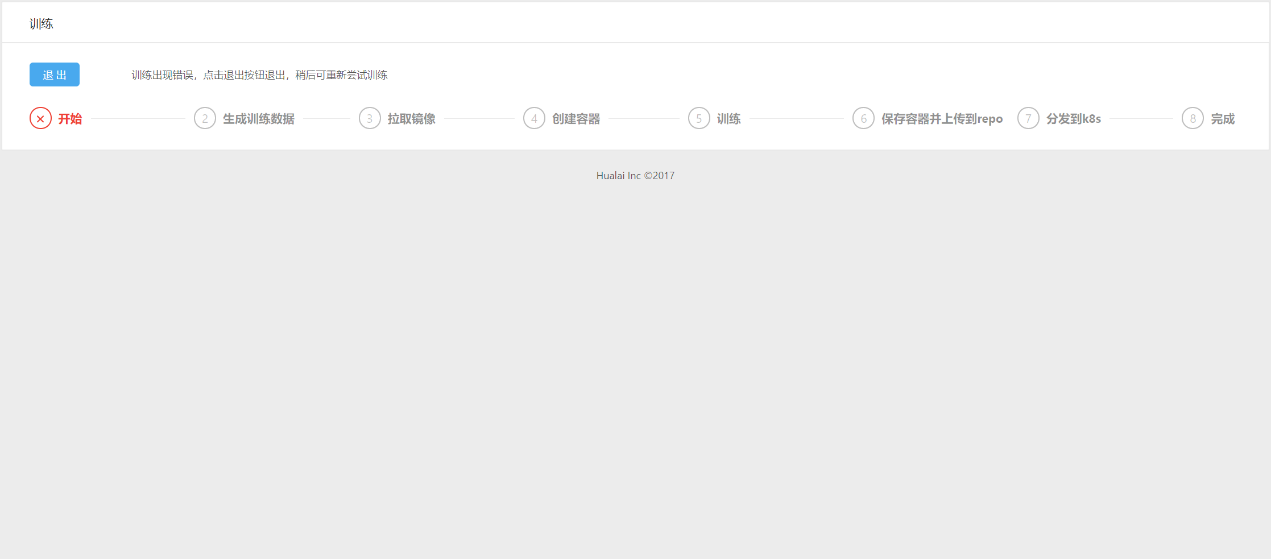 训练
退 出 训练出现错误，点击退出按钮退出，稍后可重新尝试训练
开始 2 生成训练数据 3 拉取镜像 4 创建容器 5 训练 6 保存容器并上传到repo 7 分发到k8s 8 完成
Hualai Inc ©2017